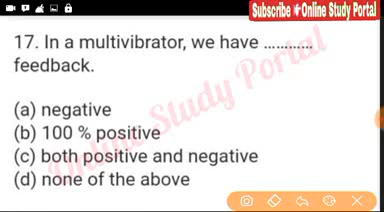 Subscribe Online Study Portal
17. In a multivibrator, we have ............
feedback.
(a) negative
(b) 100 % positive
(c) both positive and negative
(d) none of the above
Online Study Portal